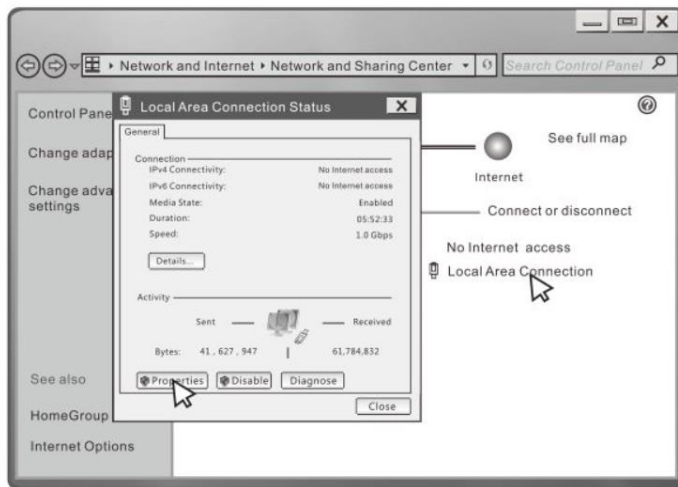 Network and Internet ▸ Network and Sharing Center
Search Control Panel
Control Pane
Change adap
Change adva
settings
See also
HomeGroup
Internet Options
Local Area Connection Status
General
Connection
IPv4 Connectivity: No Internet access
IPv6 Connectivity: No Internet access
Media State: Enabled
Duration: 05:52:33
Speed: 1.0 Gbps
Details...
Activity
Sent Received
Bytes: 41,627,947 | 61,784,832
Properties Disable Diagnose
Close
See full map
Internet
Connect or disconnect
No Internet access
Local Area Connection